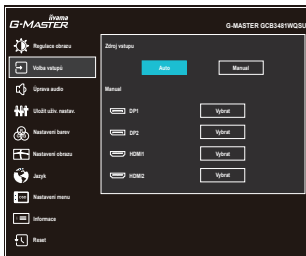 iiyama
G-MASTER
G-MASTER GCB3481WQSU
Regulace obrazu
Volba vstupů
Úprava audio
Uložit uživ. nastav.
Nastavení barev
Nastavení obrazu
Jazyk
OSD
Nastavení menu
Informace
Reset
Zdroj vstupu
Auto
Manual
Manual
DP1
Vybrat
DP2
Vybrat
HDMI1
Vybrat
HDMI2
Vybrat